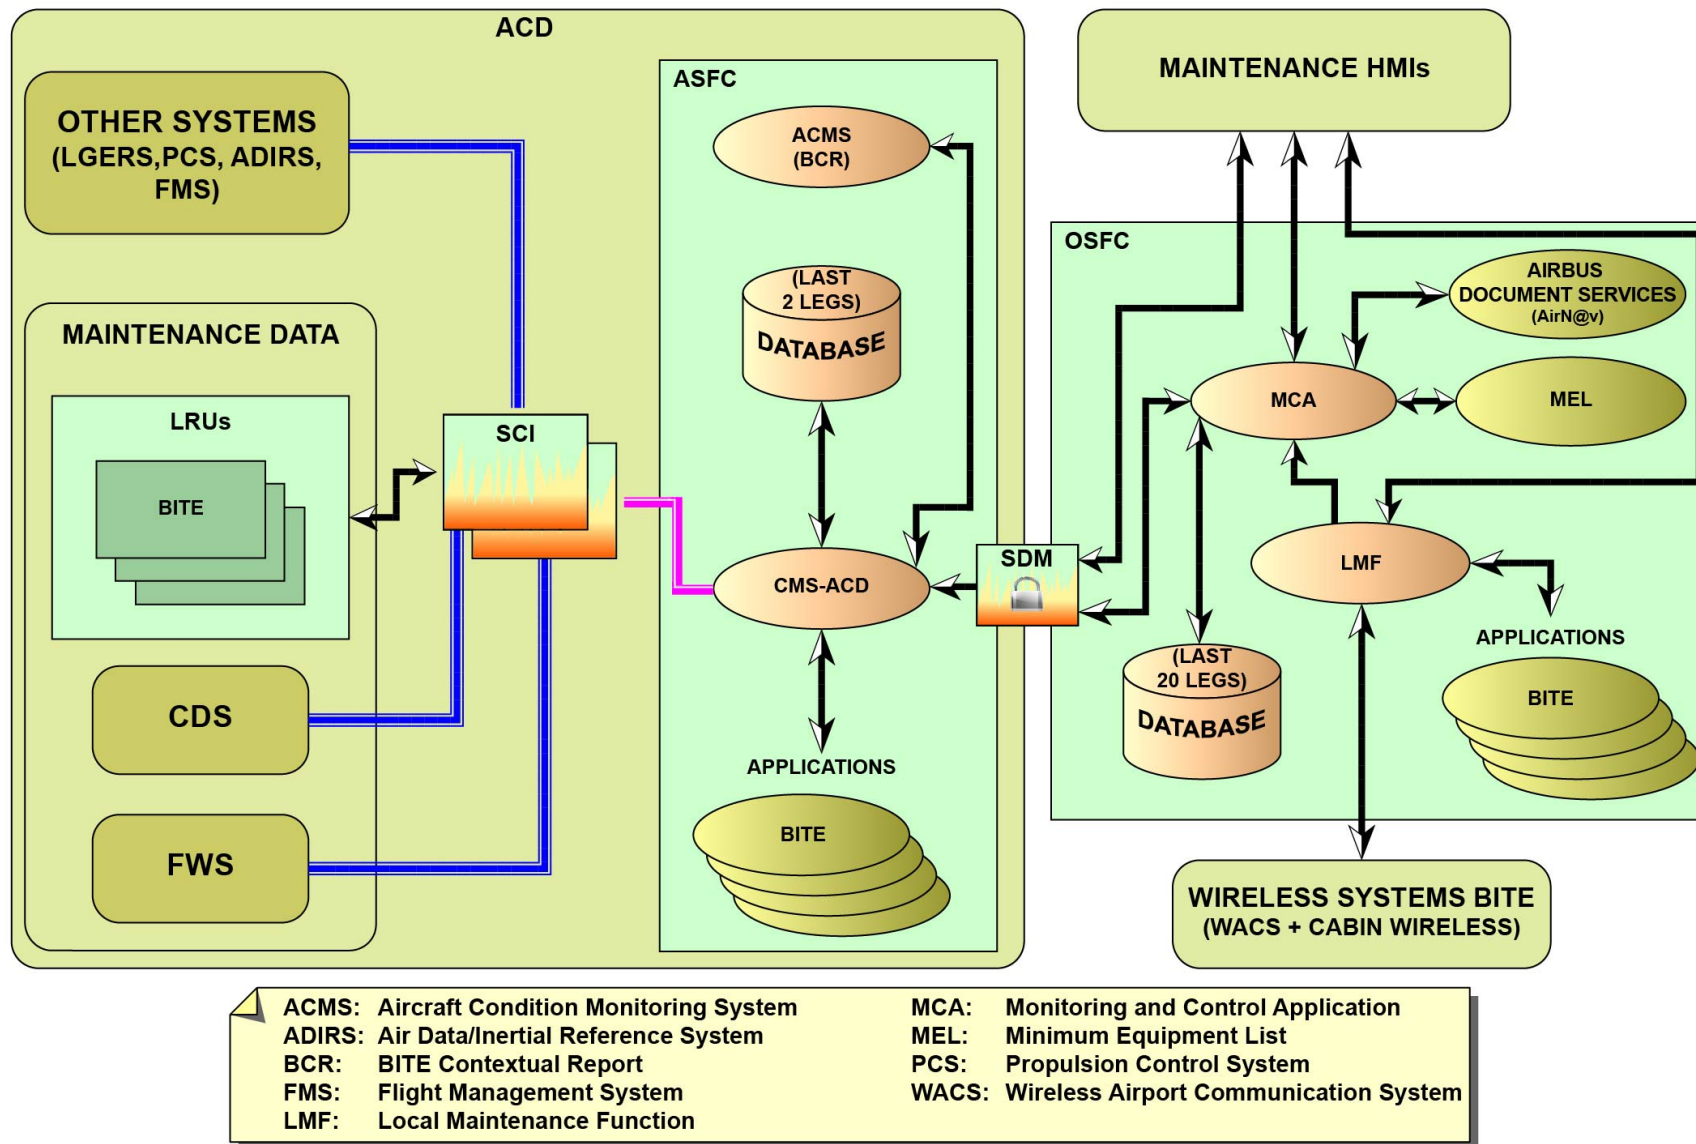 ACD
OTHER SYSTEMS
(LGERS,PCS, ADIRS,
FMS)
MAINTENANCE DATA
LRUs
BITE
CDS
FWS
SCI
ASFC
ACMS
(BCR)
(LAST
2 LEGS)
DATABASE
CMS-ACD
APPLICATIONS
BITE
SDM
MAINTENANCE HMIs
OSFC
AIRBUS
DOCUMENT SERVICES
(AirN@v)
MCA
MEL
LMF
(LAST
20 LEGS)
DATABASE
APPLICATIONS
BITE
WIRELESS SYSTEMS BITE
(WACS + CABIN WIRELESS)
ACMS: Aircraft Condition Monitoring System
ADIRS: Air Data/Inertial Reference System
BCR: BITE Contextual Report
FMS: Flight Management System
LMF: Local Maintenance Function
MCA: Monitoring and Control Application
MEL: Minimum Equipment List
PCS: Propulsion Control System
WACS: Wireless Airport Communication System